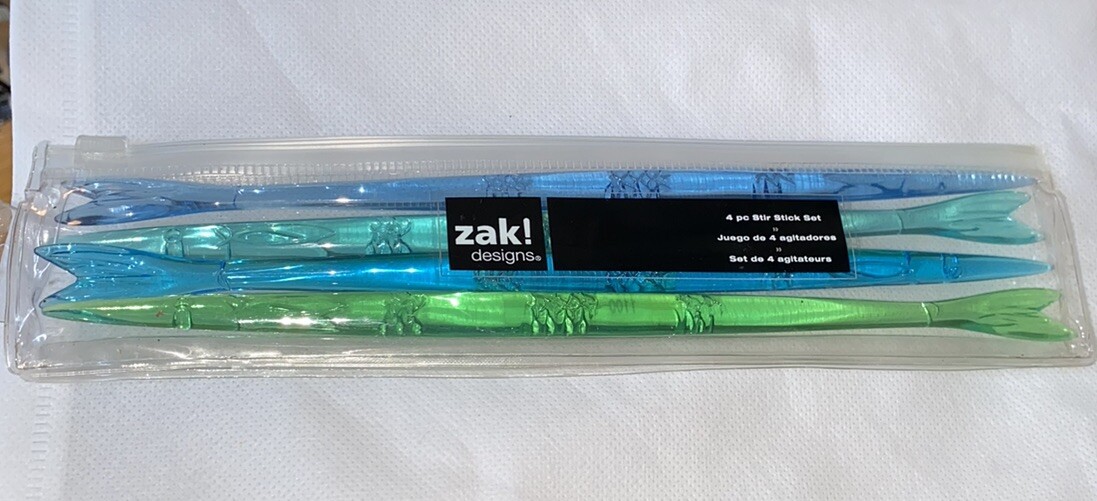 zak!
designs®
4 pc Stir Stick Set
»
Juego de 4 agitadores
»
Set de 4 agitateurs